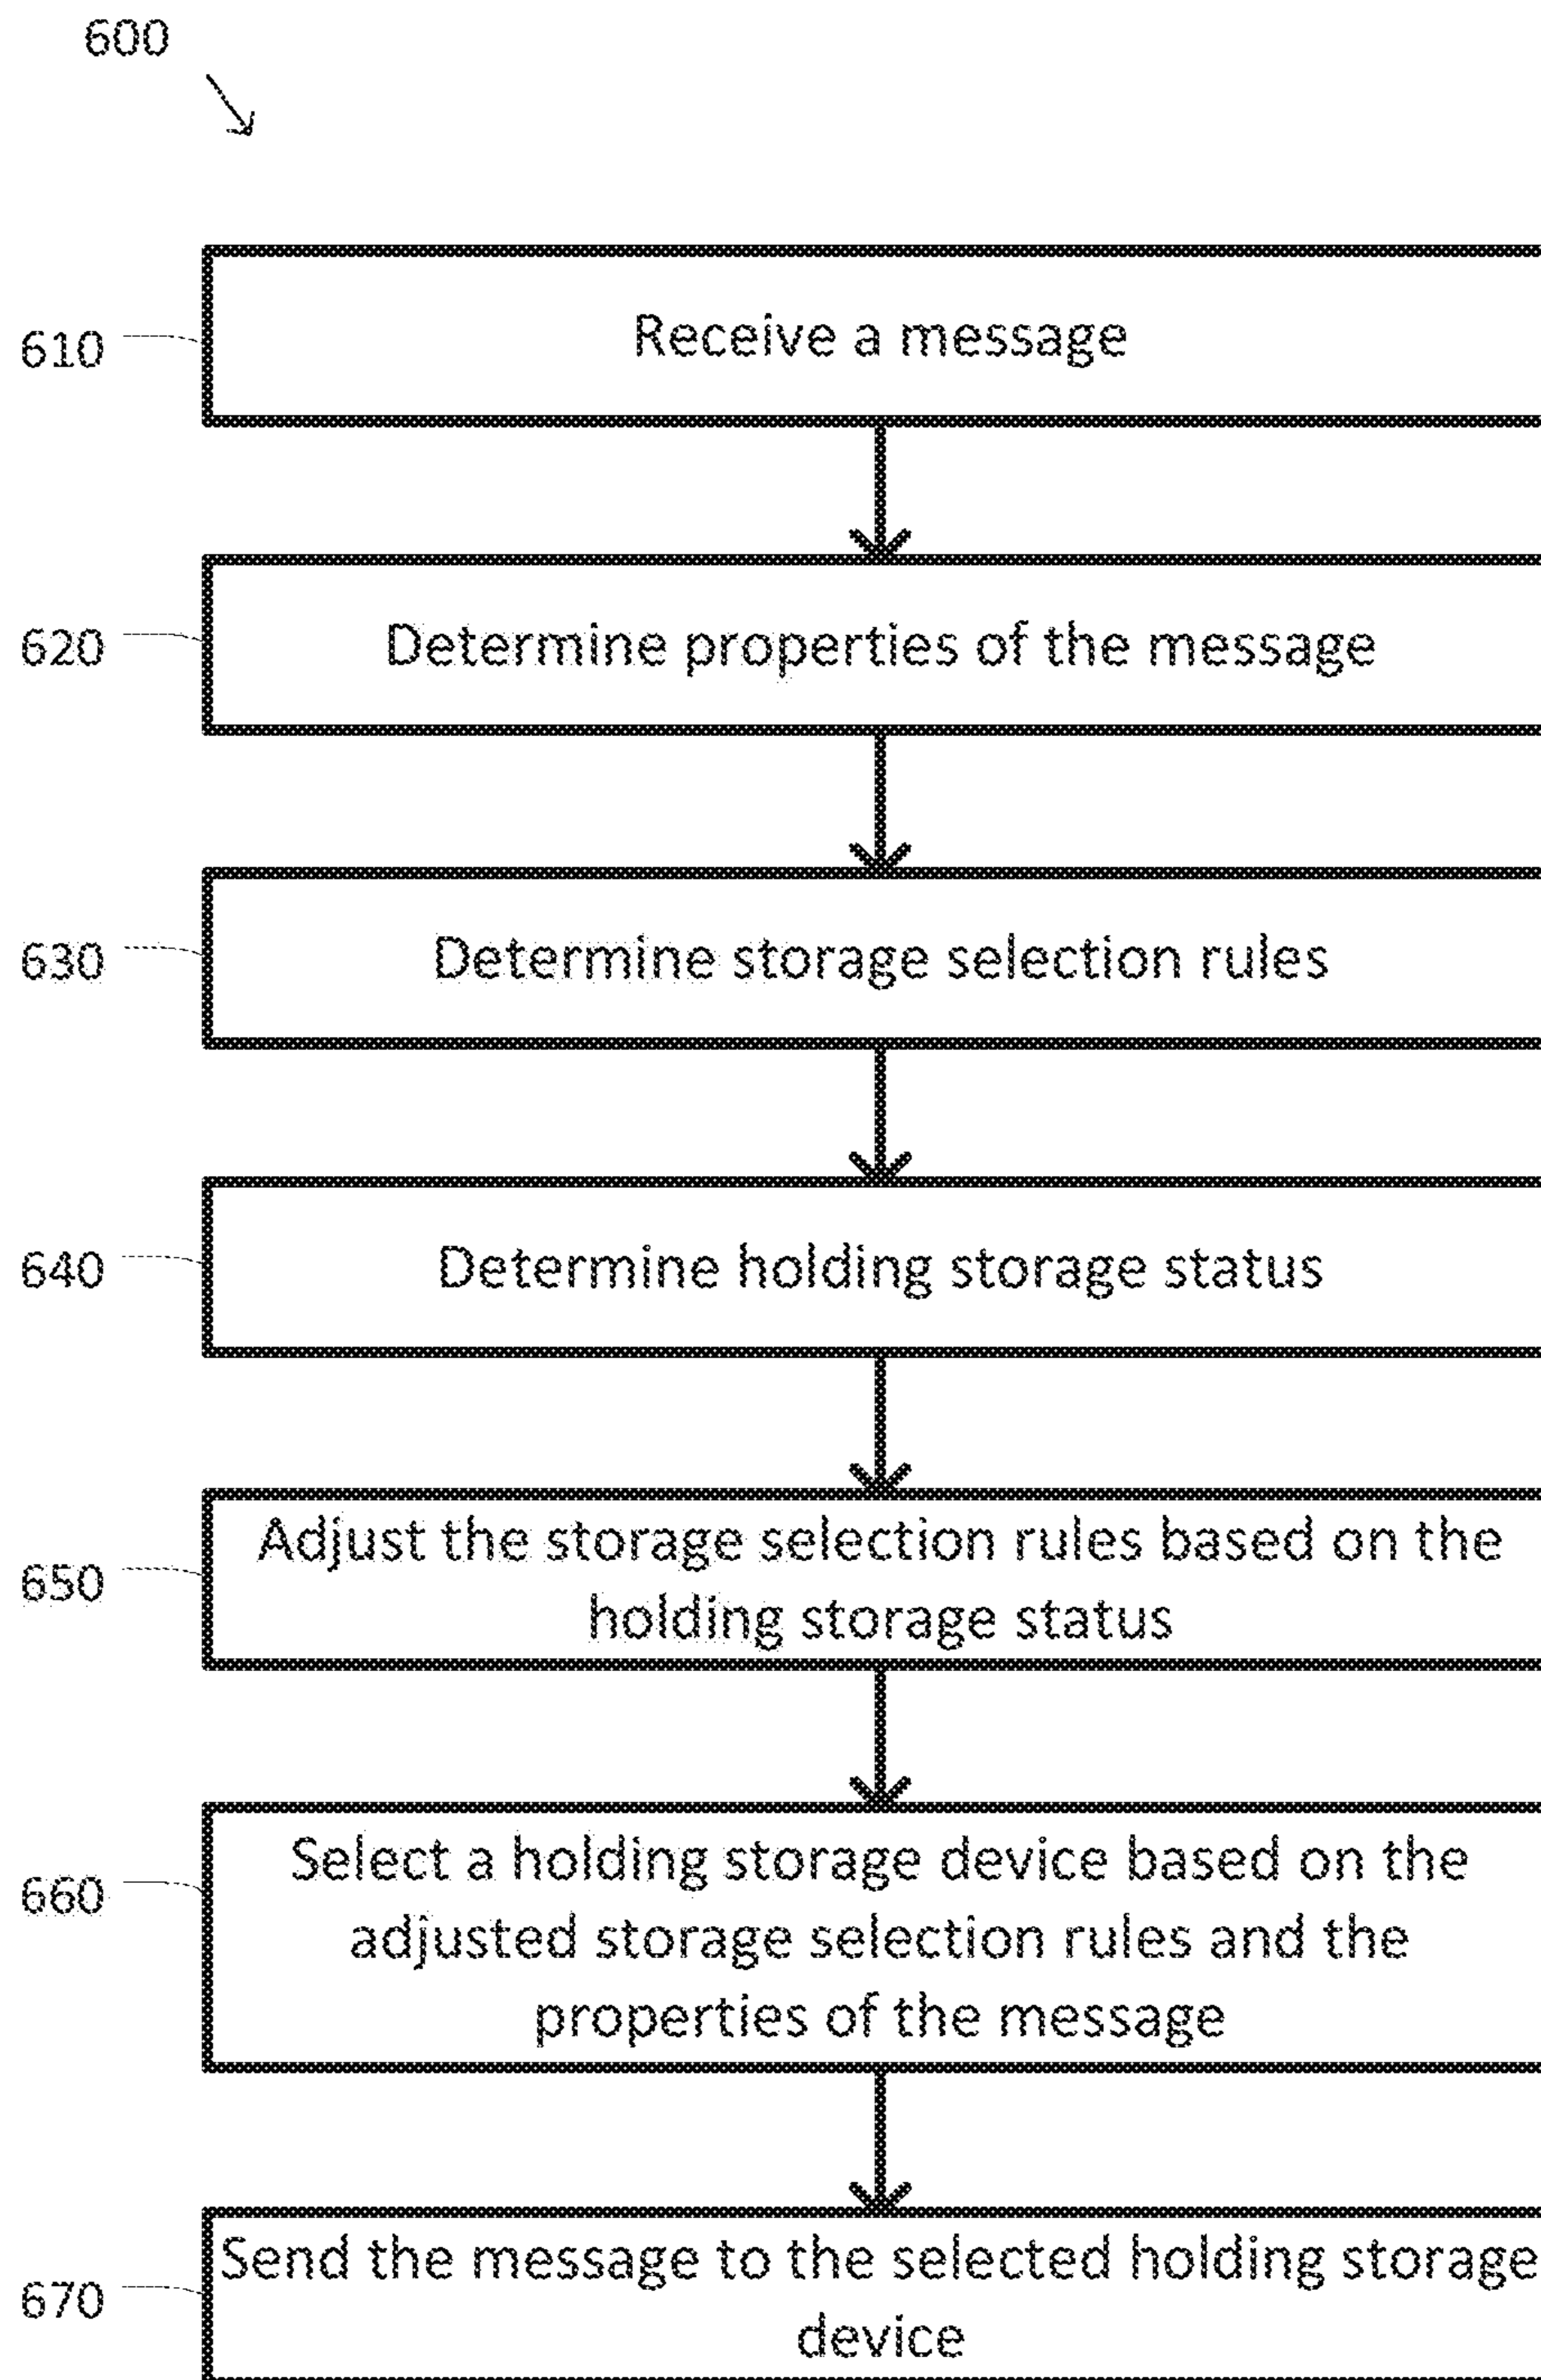 600
610
Receive a message
620
Determine properties of the message
630
Determine storage selection rules
640
Determine holding storage status
650
Adjust the storage selection rules based on the
holding storage status
660
Select a holding storage device based on the
adjusted storage selection rules and the
properties of the message
670
Send the message to the selected holding storage
device